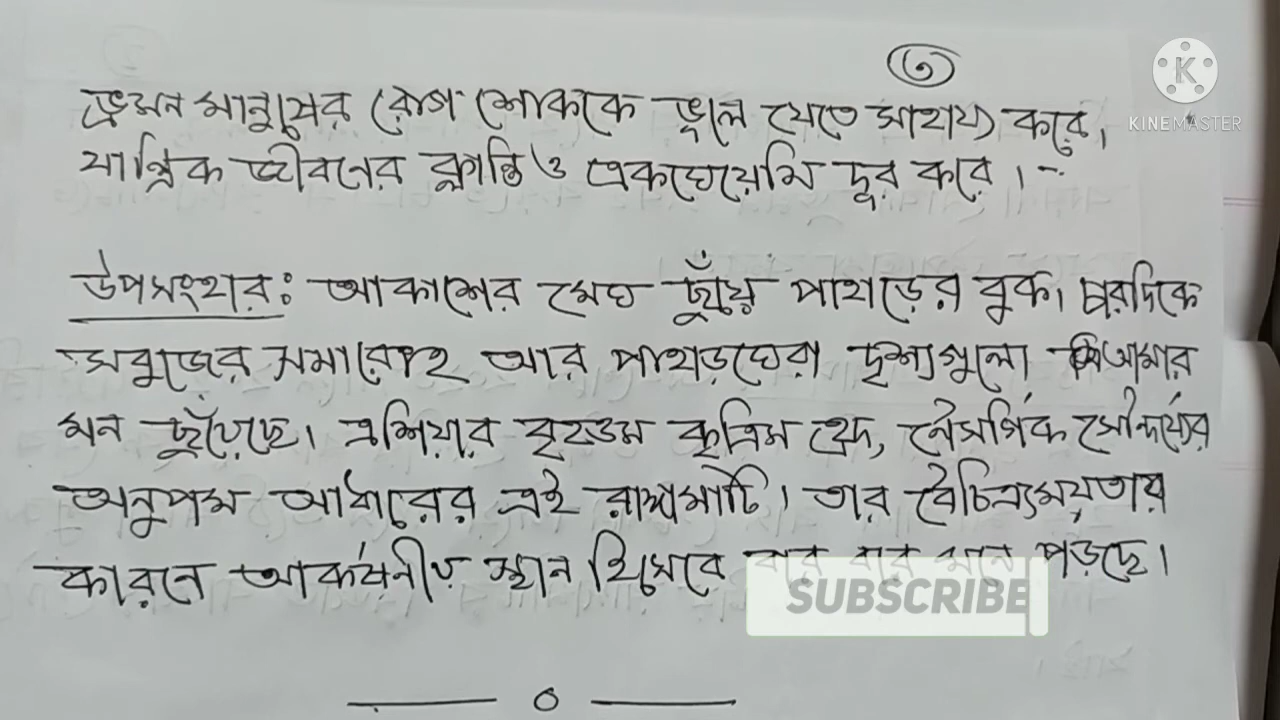 ৩
K
KINEMASTER
ভ্রমন মানুষের রোগ শোককে ভুলে যেতে সাহায্য করে,
যান্ত্রিক জীবনের ক্লান্তি ও একঘেয়েমি দূর করে।
উপসংহার: আকাশের মেঘ ছুঁয়ে পাহাড়ের বুক। চারদিকে
সবুজের সমারোহ আর পাহাড়ঘেরা দৃশ্যগুলো আমার
মন ছুঁয়েছে। এশিয়ার বৃহত্তম কৃত্রিম হ্রদ, নৈসর্গিক সৌন্দর্যের
অনুপম আধারের এই রাঙ্গামাটি। তার বৈচিত্র্যময়তার
কারনে আকর্ষনীয় স্থান হিসেবে বার বার মনে পড়ছে।
SUBSCRIBE